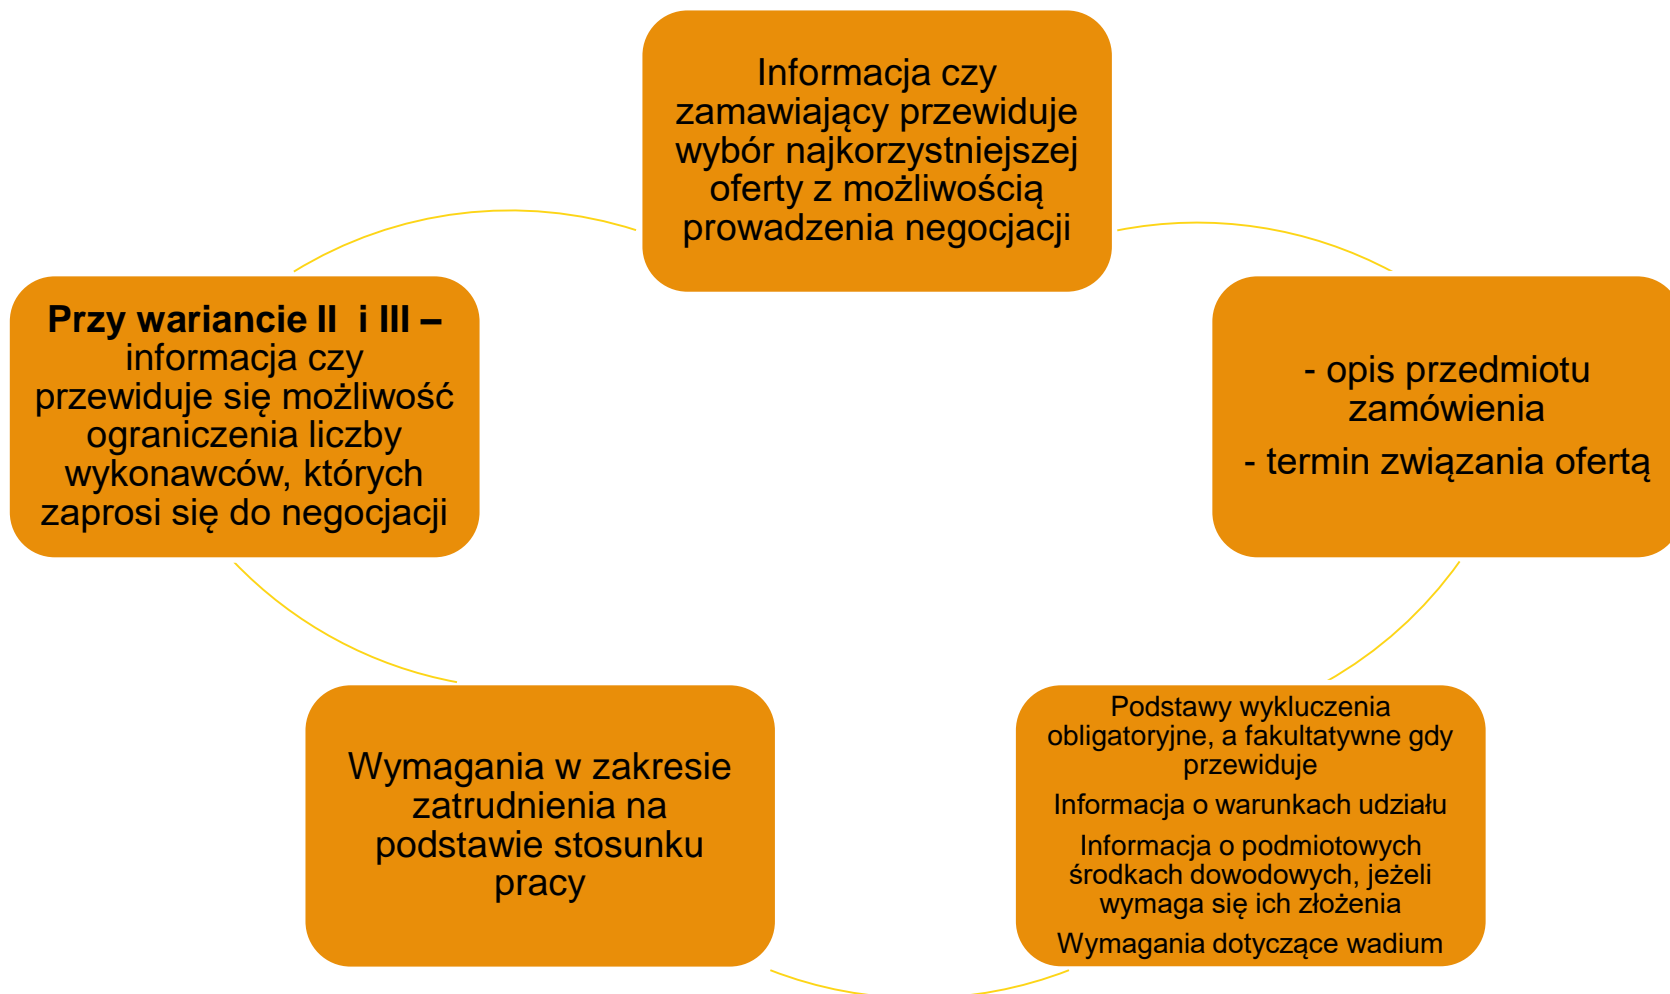 Informacja czy
zamawiający przewiduje
wybór najkorzystniejszej
oferty z możliwością
prowadzenia negocjacji
- opis przedmiotu
zamówienia
- termin związania ofertą
Podstawy wykluczenia
obligatoryjne, a fakultatywne gdy
przewiduje
Informacja o warunkach udziału
Informacja o podmiotowych
środkach dowodowych, jeżeli
wymaga się ich złożenia
Wymagania dotyczące wadium
Wymagania w zakresie
zatrudnienia na
podstawie stosunku
pracy
Przy wariancie II  i III –
informacja czy
przewiduje się możliwość
ograniczenia liczby
wykonawców, których
zaprosi się do negocjacji